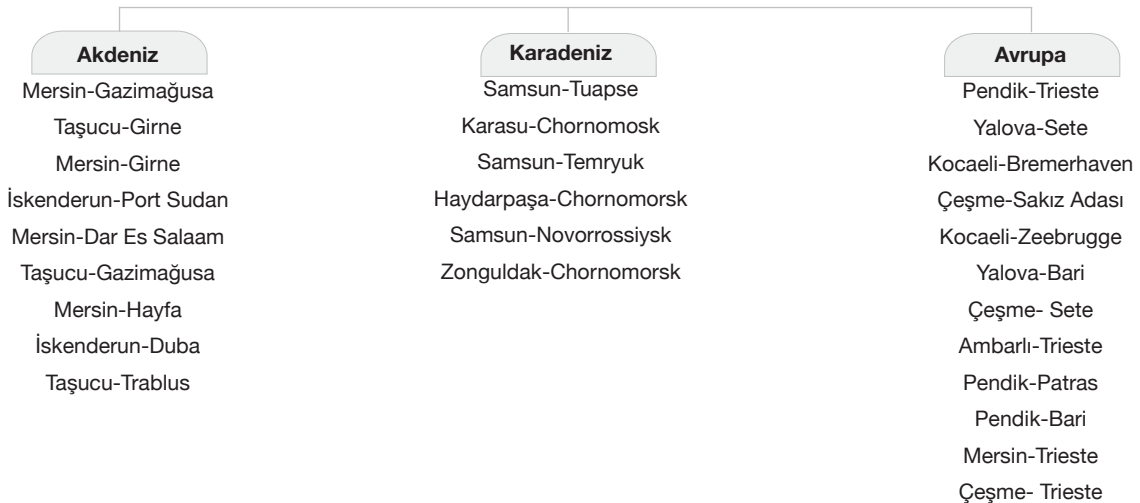 Akdeniz
Mersin-Gazimağusa
Taşucu-Girne
Mersin-Girne
İskenderun-Port Sudan
Mersin-Dar Es Salaam
Taşucu-Gazimağusa
Mersin-Hayfa
İskenderun-Duba
Taşucu-Trablus
Karadeniz
Samsun-Tuapse
Karasu-Chornomosk
Samsun-Temryuk
Haydarpaşa-Chornomorsk
Samsun-Novorrossiysk
Zonguldak-Chornomorsk
Avrupa
Pendik-Trieste
Yalova-Sete
Kocaeli-Bremerhaven
Çeşme-Sakız Adası
Kocaeli-Zeebrugge
Yalova-Bari
Çeşme- Sete
Ambarlı-Trieste
Pendik-Patras
Pendik-Bari
Mersin-Trieste
Çeşme- Trieste